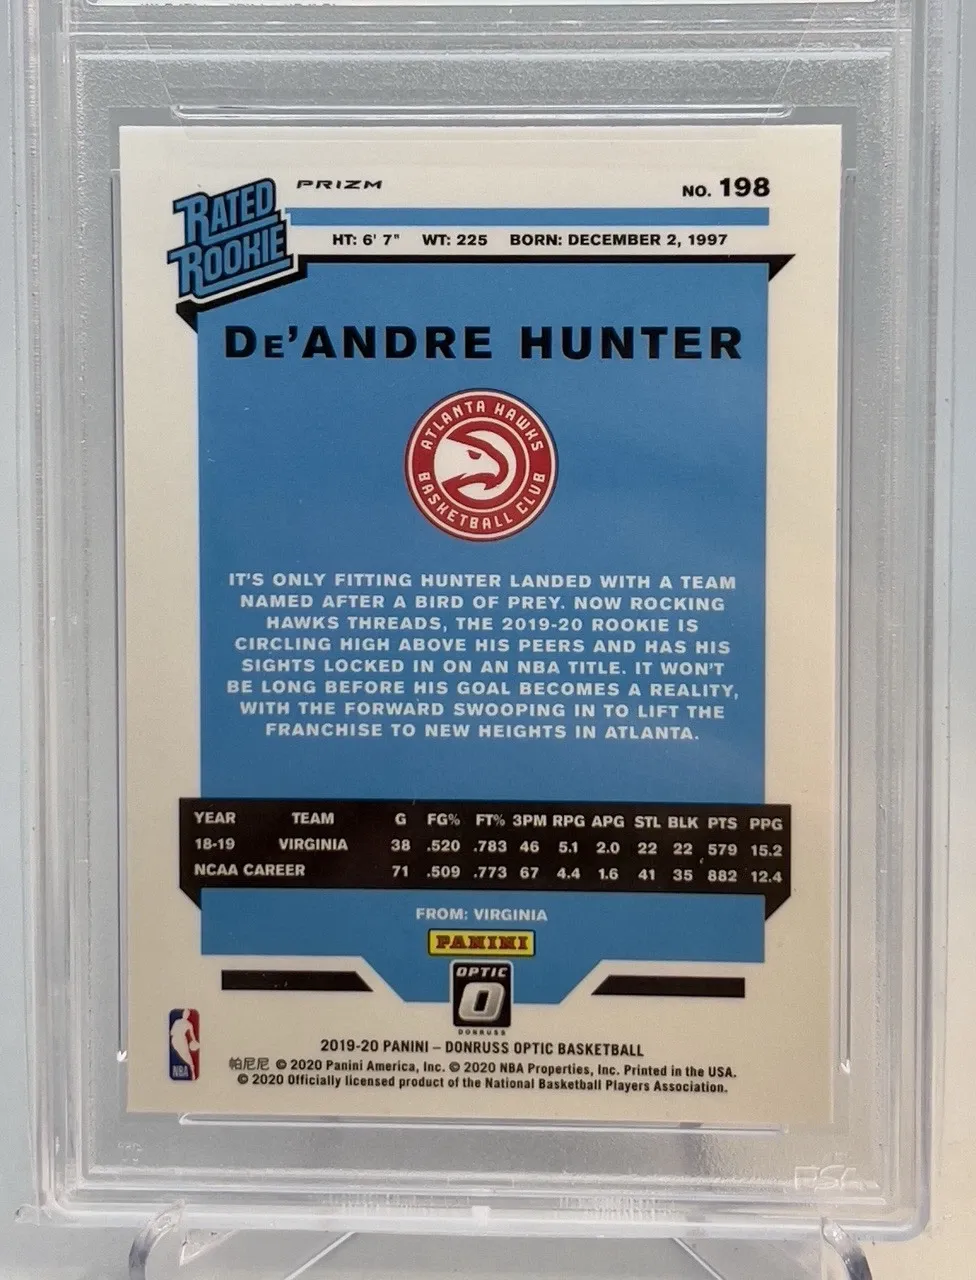 RATED
ROOKIE
PRIZM
NO. 198
HT: 6' 7" WT: 225 BORN: DECEMBER 2, 1997
DE'ANDRE HUNTER
ATLANTA HAWKS
BASKETBALL CLUB
IT'S ONLY FITTING HUNTER LANDED WITH A TEAM
NAMED AFTER A BIRD OF PREY. NOW ROCKING
HAWKS THREADS, THE 2019-20 ROOKIE IS
CIRCLING HIGH ABOVE HIS PEERS AND HAS HIS
SIGHTS LOCKED IN ON AN NBA TITLE. IT WON'T
BE LONG BEFORE HIS GOAL BECOMES A REALITY,
WITH THE FORWARD SWOOPING IN TO LIFT THE
FRANCHISE TO NEW HEIGHTS IN ATLANTA.
YEAR TEAM G FG% FT% 3PM RPG APG STL BLK PTS PPG
18-19 VIRGINIA 38 .520 .783 46 5.1 2.0 22 22 579 15.2
NCAA CAREER 71 .509 .773 67 4.4 1.6 41 35 882 12.4
FROM: VIRGINIA
PANINI
OPTIC
O
DONRUSS
NBA
2019-20 PANINI – DONRUSS OPTIC BASKETBALL
帕尼尼 © 2020 Panini America, Inc. © 2020 NBA Properties, Inc. Printed in the USA.
© 2020 Officially licensed product of the National Basketball Players Association.
PSA